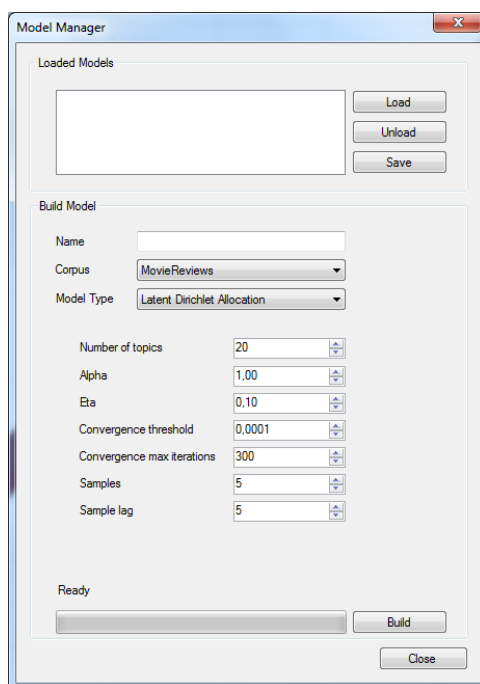 Model Manager
Loaded Models
Load
Unload
Save
Build Model
Name
Corpus MovieReviews
Model Type Latent Dirichlet Allocation
Number of topics 20
Alpha 1,00
Eta 0,10
Convergence threshold 0,0001
Convergence max iterations 300
Samples 5
Sample lag 5
Ready
Build
Close